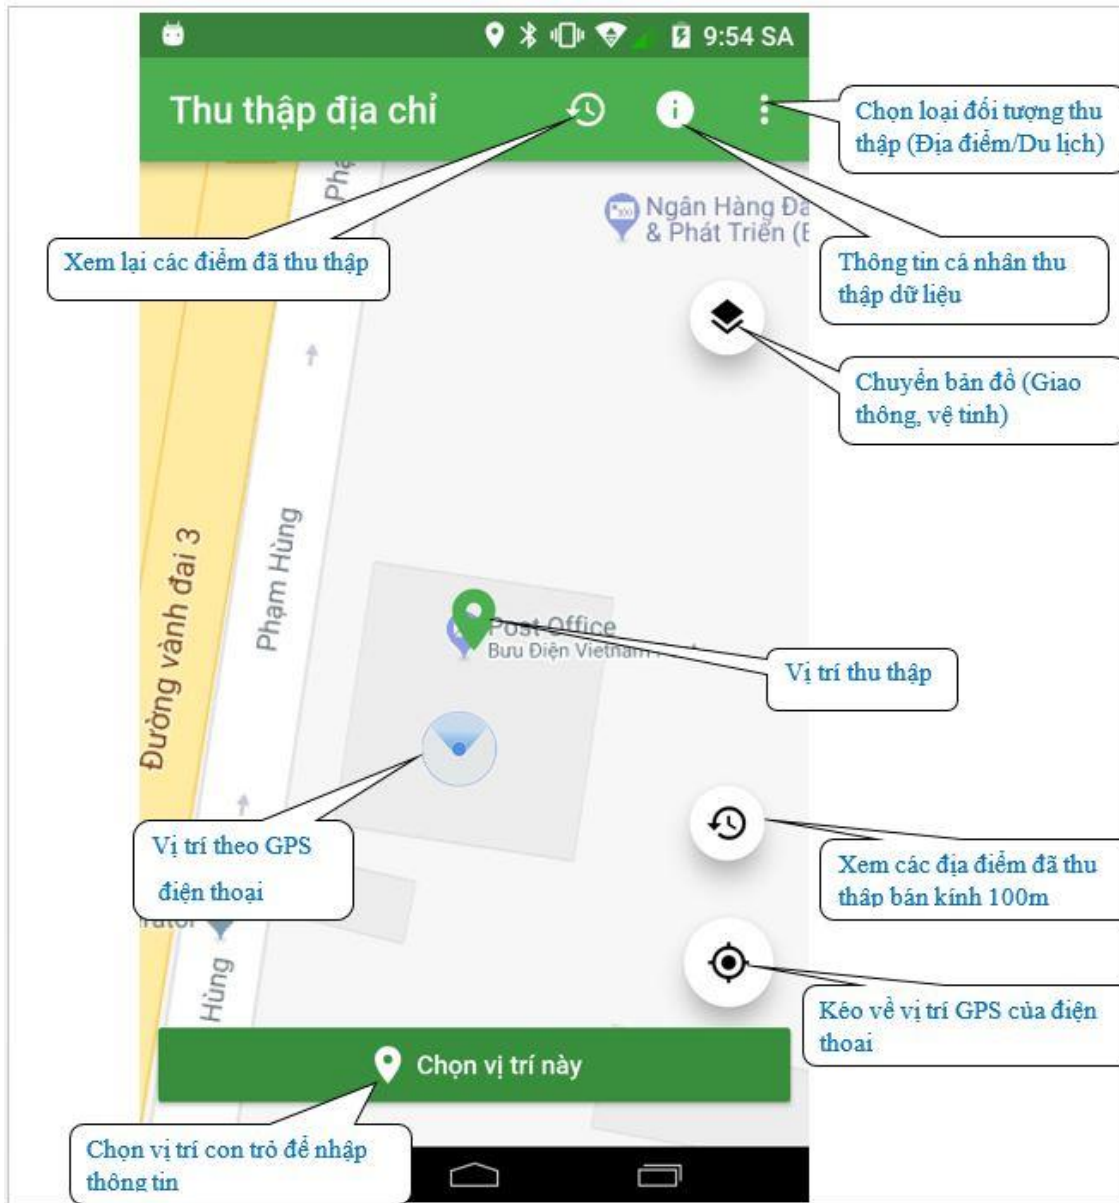 9:54 SA
Thu thập địa chỉ
Chọn loại đối tượng thu
thập (Địa điểm/Du lịch)
Phạ
Ngân Hàng Đầ
& Phát Triển (B
Xem lại các điểm đã thu thập
Thông tin cá nhân thu
thập dữ liệu
Chuyển bản đồ (Giao
thông, vệ tinh)
Đường vành đai 3
Phạm Hùng
Post Office
Bưu Điện Vietnam
Vị trí thu thập
Vị trí theo GPS
điện thoại
Xem các địa điểm đã thu
thập bán kính 100m
Hùng
Kéo về vị trí GPS của điện
thoại
Chọn vị trí này
Chọn vị trí con trỏ để nhập
thông tin